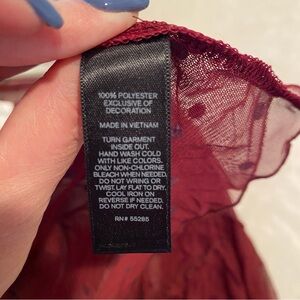 100% POLYESTER
EXCLUSIVE OF
DECORATION
MADE IN VIETNAM
TURN GARMENT
INSIDE OUT.
HAND WASH COLD
WITH LIKE COLORS.
ONLY NON-CHLORINE
BLEACH WHEN NEEDED.
DO NOT WRING OR
TWIST, LAY FLAT TO DRY.
COOL IRON ON
REVERSE IF NEEDED.
DO NOT DRY CLEAN.
RN# 55285